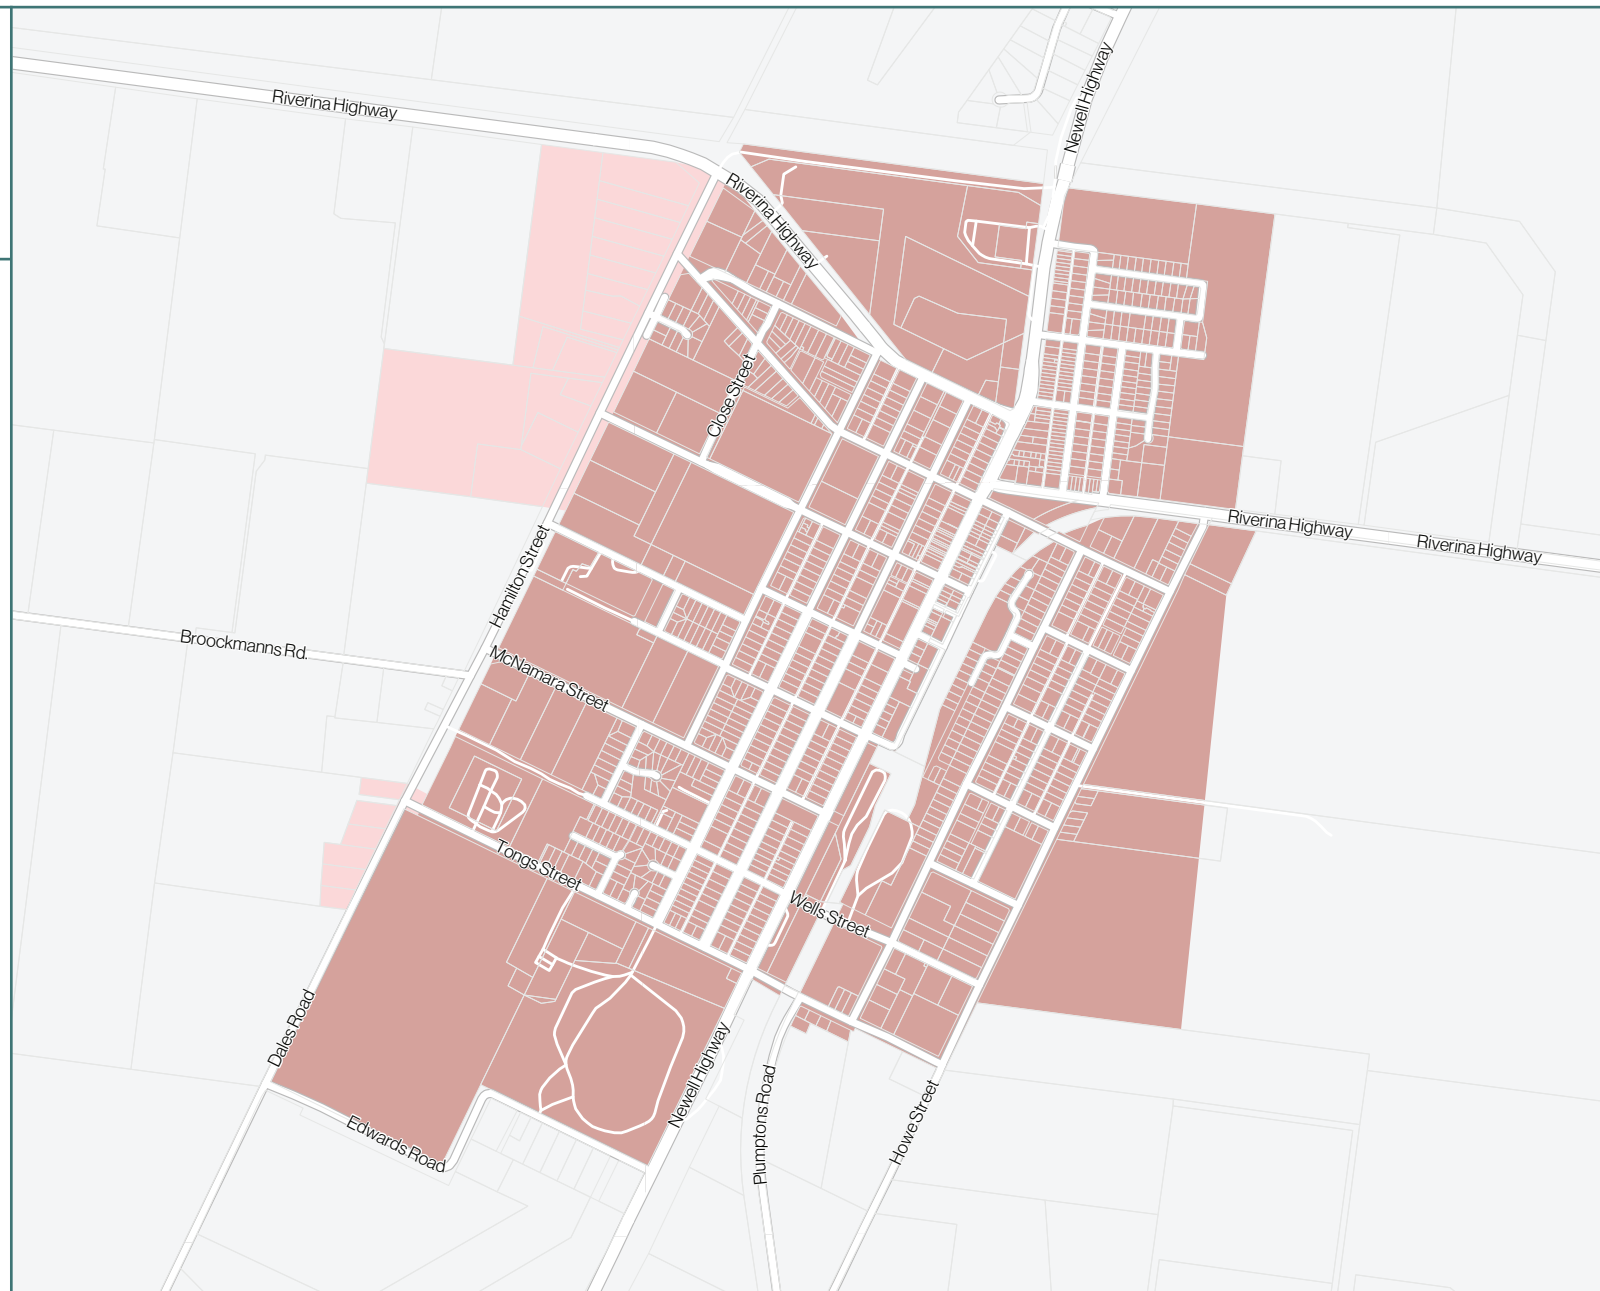 Newell Highway
Riverina Highway
Riverina Highway
Close Street
Riverina Highway
Riverina Highway
Hamilton Street
Broockmanns Rd.
McNamara Street
Tongs Street
Wells Street
Dales Road
Newell Highway
Plumptons Road
Howe Street
Edwards Road